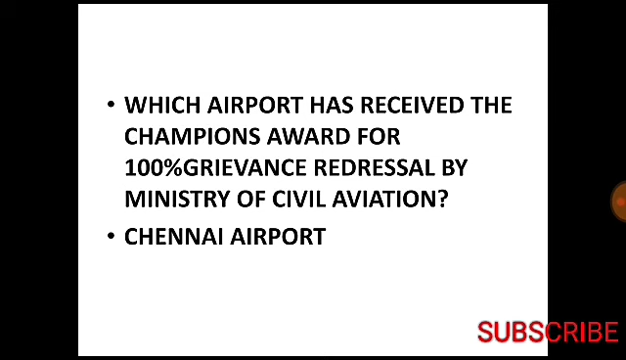 • WHICH AIRPORT HAS RECEIVED THE
CHAMPIONS AWARD FOR
100%GRIEVANCE REDRESSAL BY
MINISTRY OF CIVIL AVIATION?
• CHENNAI AIRPORT
SUBSCRIBE